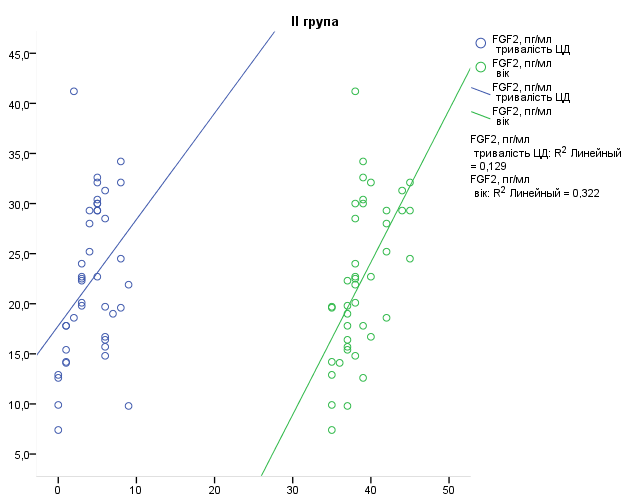 II група
45,0
40,0
35,0
30,0
25,0
20,0
15,0
10,0
5,0
0
10
20
30
40
50
FGF2, пг/мл
тривалість ЦД
FGF2, пг/мл
вік
FGF2, пг/мл
тривалість ЦД
FGF2, пг/мл
вік
FGF2, пг/мл
тривалість ЦД: R2 Линейный
= 0,129
FGF2, пг/мл
вік: R2 Линейный = 0,322